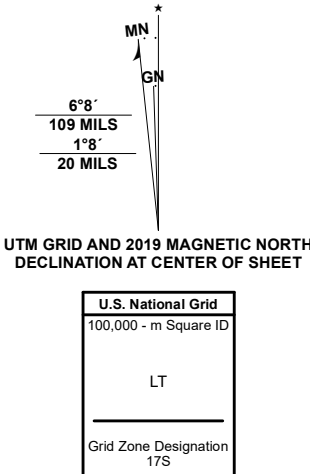 ★
MN
GN
6°8´
109 MILS
1°8´
20 MILS
UTM GRID AND 2019 MAGNETIC NORTH
DECLINATION AT CENTER OF SHEET
U.S. National Grid
100,000 - m Square ID
LT
Grid Zone Designation
17S